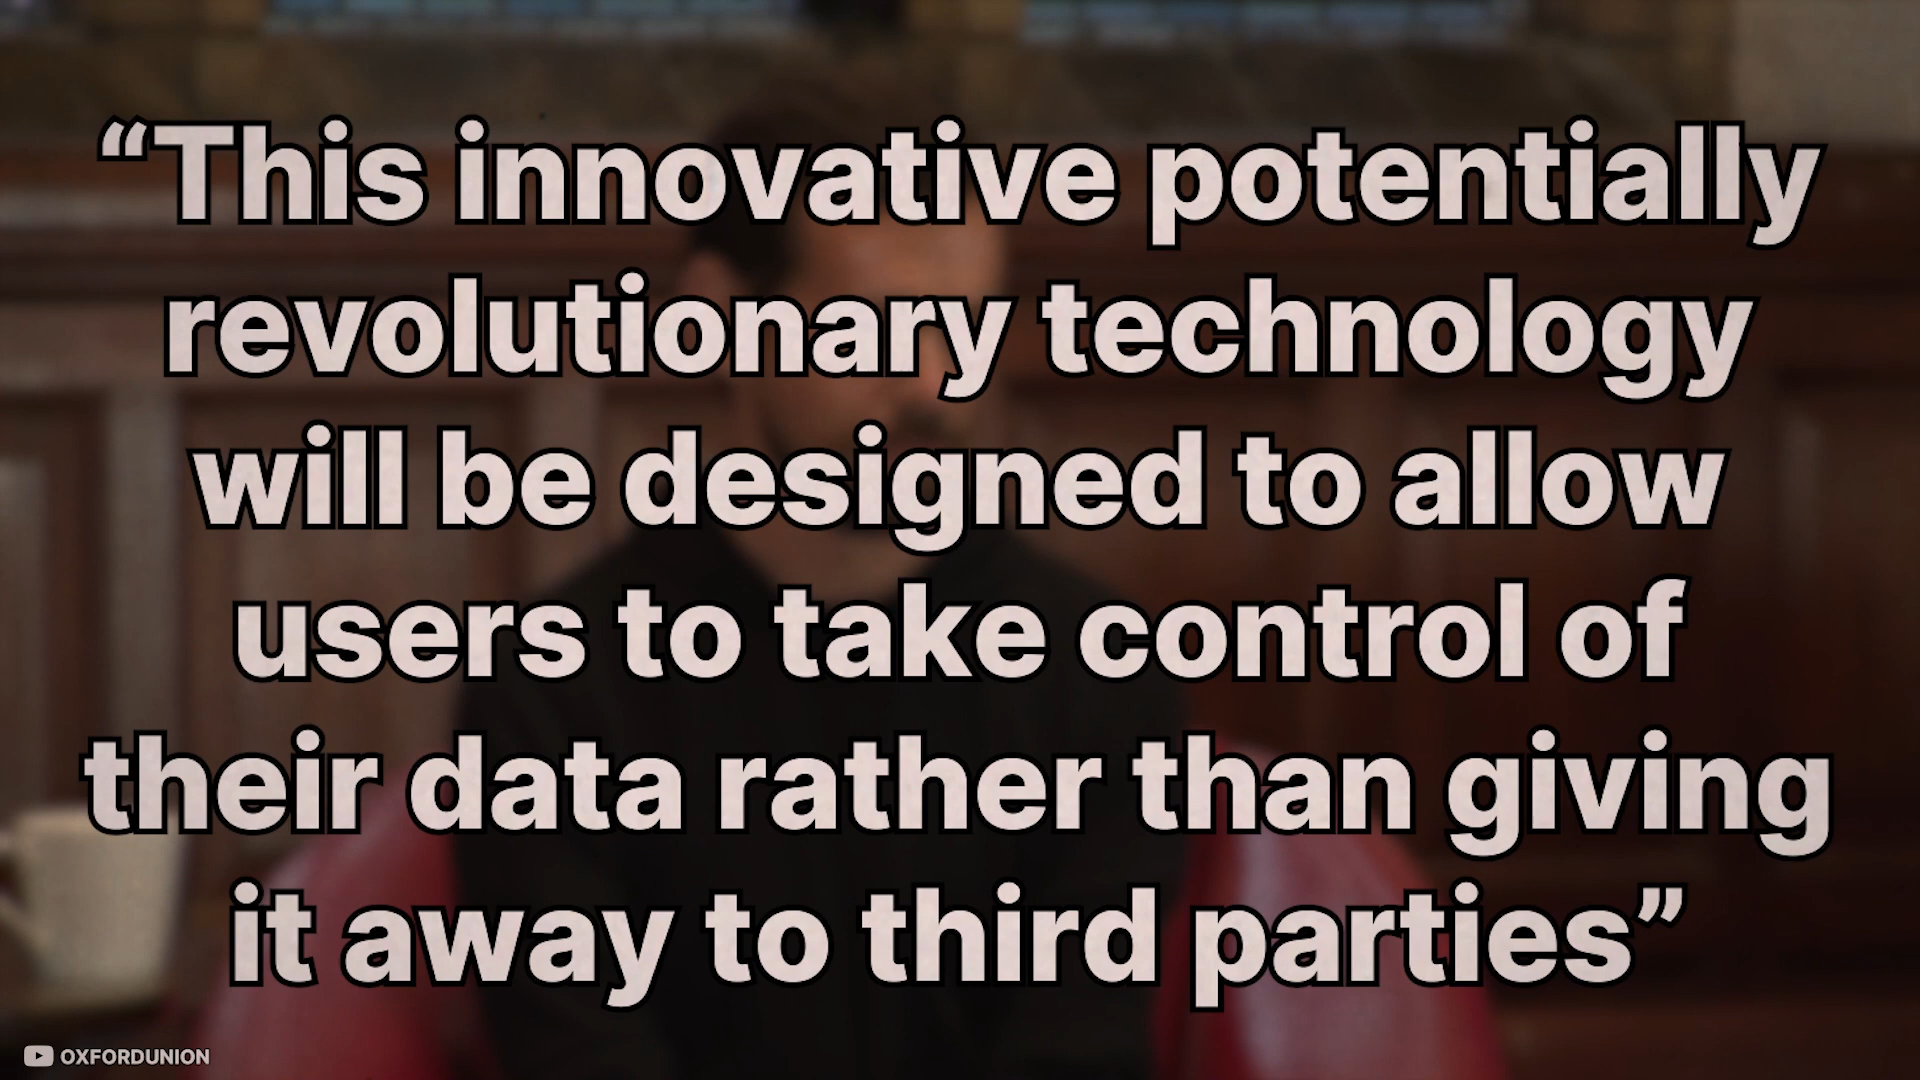 “This innovative potentially
revolutionary technology
will be designed to allow
users to take control of
their data rather than giving
it away to third parties”
OXFORDUNION